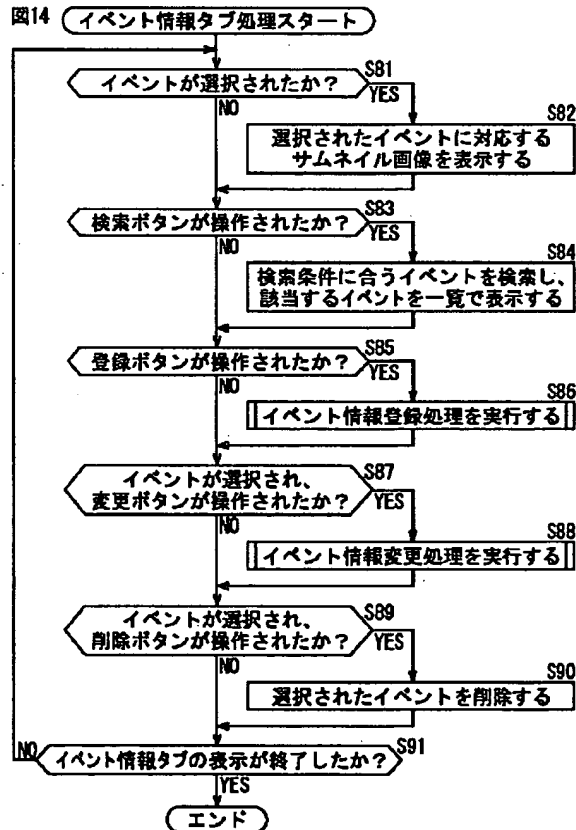 図14
イベント情報タブ処理スタート
イベントが選択されたか？
S81
YES
NO
S82
選択されたイベントに対応する
サムネイル画像を表示する
検索ボタンが操作されたか？
S83
YES
NO
S84
検索条件に合うイベントを検索し、
該当するイベントを一覧で表示する
登録ボタンが操作されたか？
S85
YES
NO
S86
イベント情報登録処理を実行する
イベントが選択され、
変更ボタンが操作されたか？
S87
YES
NO
S88
イベント情報変更処理を実行する
イベントが選択され、
削除ボタンが操作されたか？
S89
YES
NO
S90
選択されたイベントを削除する
NO
イベント情報タブの表示が終了したか？
S91
YES
エンド